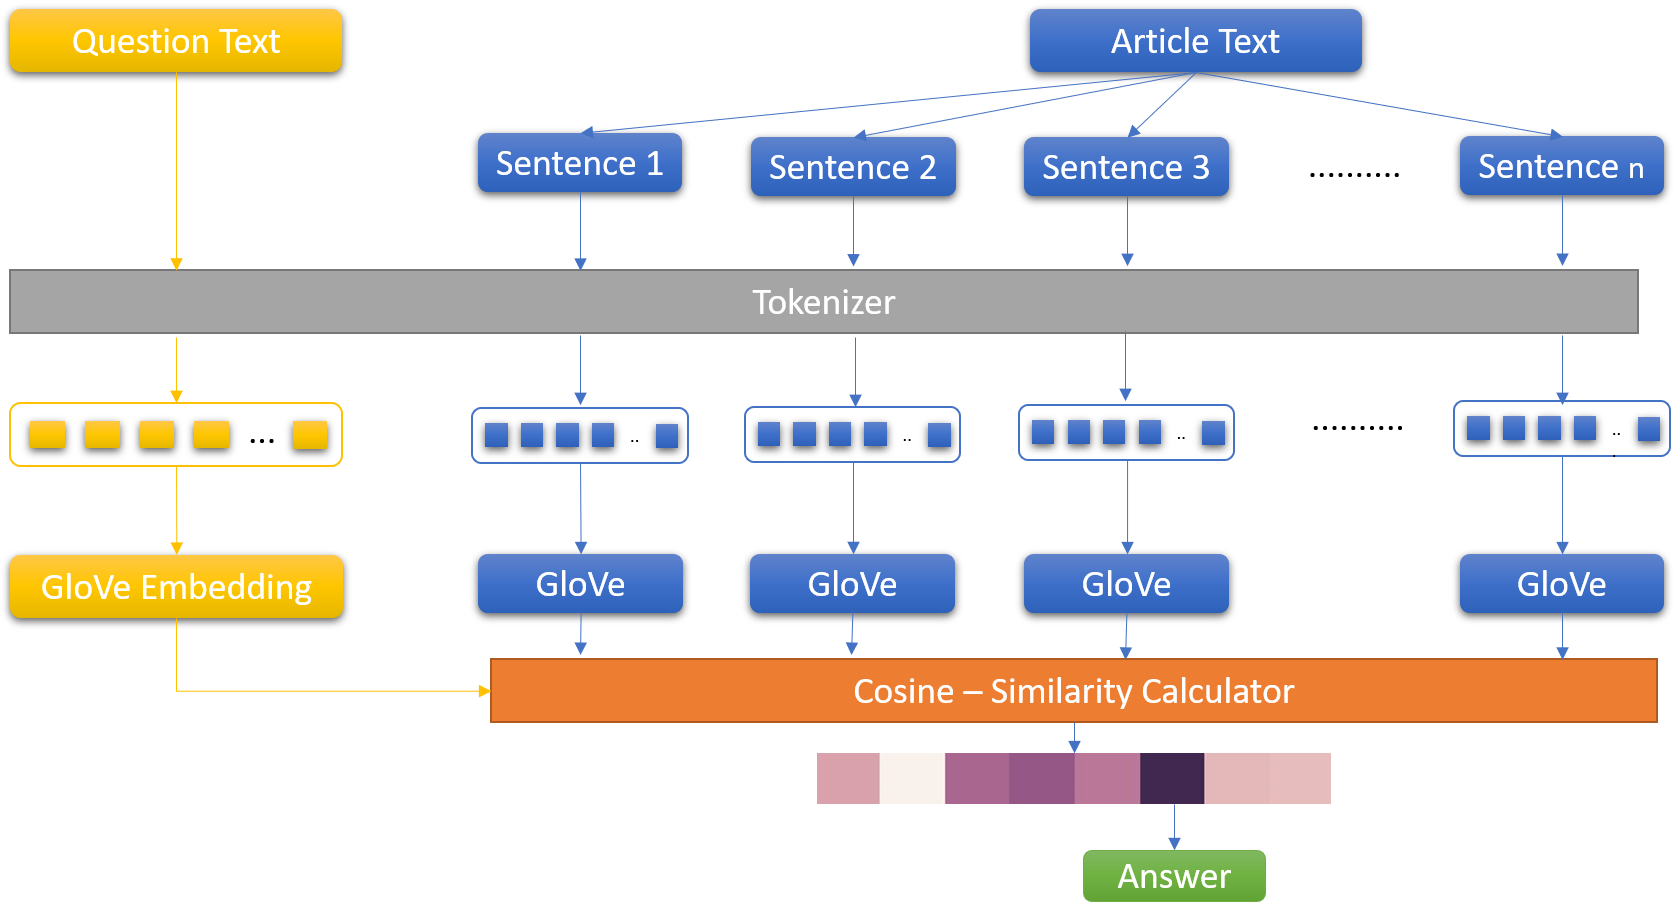 Question Text
Article Text
Sentence 1
Sentence 2
Sentence 3
..........
Sentence n
Tokenizer
...
..
..
..
..........
...
GloVe Embedding
GloVe
GloVe
GloVe
GloVe
Cosine – Similarity Calculator
Answer